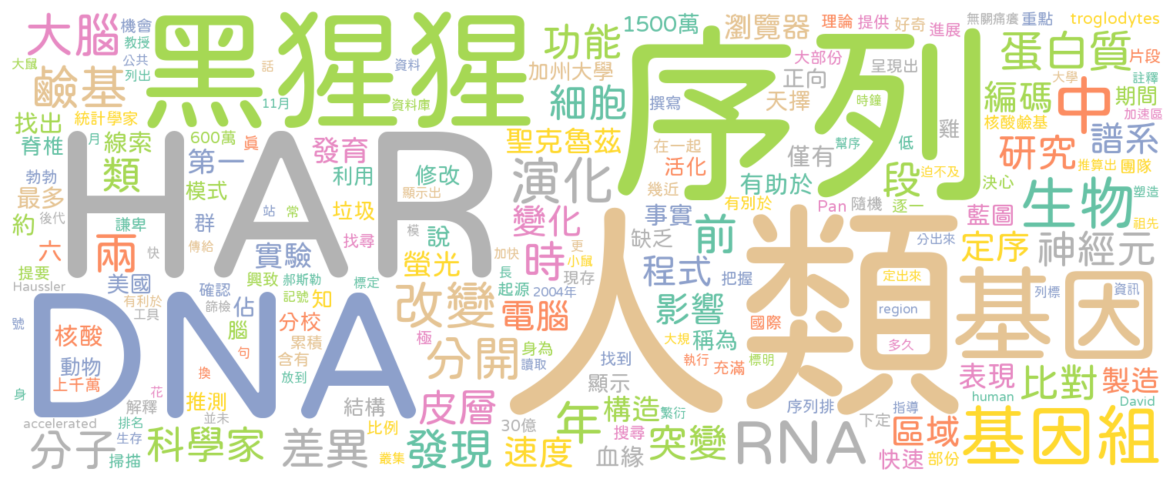 大腦
機會
教授
公共
大鼠
列出
鹼基
統計學家
11月
黑猩猩
話
資料
資料庫
功能
1500萬
瀏覽器
理論
提供
好奇
進展
無關痛癢
重點
troglodytes
加州大學
大部份
正向
呈現出
蛋白質
片段
細胞
撰寫
天擇
時鐘
序列
大學
註釋
編碼
中
期間
加速區
核酸鹼基
找出
線索
脊椎
600萬
月
真
類
第一
發育
修改
聖克魯茲
在一起
活化
幫序
低
雞
僅有
迫不及
研究
譜系
推算出
團隊
勃勃
最多
後代
模式
利用
顯示出
HAR
演化
幾近
有助於
段
決心
塑造
約
謙卑
群
站
常
垃圾
模
變化
事實
有別於
Pan
隨機
逐一
藍圖
生物
祖先
六
兩
傳給
快
實驗
找尋
加快
說
時
更
小鼠
缺乏
前
人類
分出來
定序
神經元
提要
Haussler
美國
興致
郝斯勒
標定
螢光
長
起源
現存
程式
把握
定出來
列標
資訊
有利於
工具
確認
篩檢
記號
知
改變
極
2004年
電腦
影響
國際
region
基因
號
核酸
佔
腦
分校
累積
句
DNA
分開
身為
讀取
稱為
大規
執行
充滿
標明
多久
動物
上千萬
含有
放到
找到
顯示
表現
比對
製造
身
花
換
解釋
推測
並未
結構
比例
皮層
年
構造
繁衍
序列排
下定
指導
human
David
accelerated
排名
生存
掃描
分子
科學家
差異
叢集
發現
速度
30億
搜尋
血緣
突變
RNA
區域
快速
部份
基因組